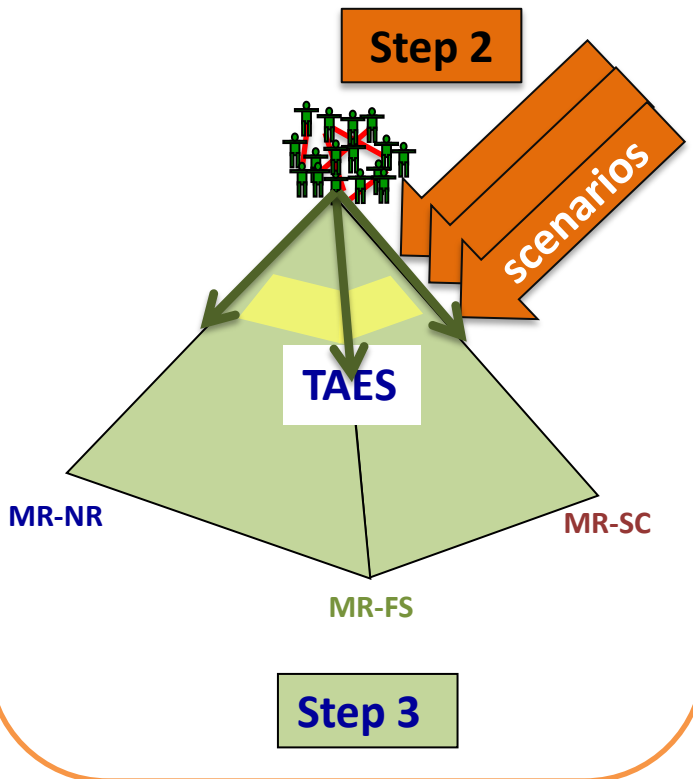 Step 2
scenarios
TAES
MR-NR
MR-SC
MR-FS
Step 3